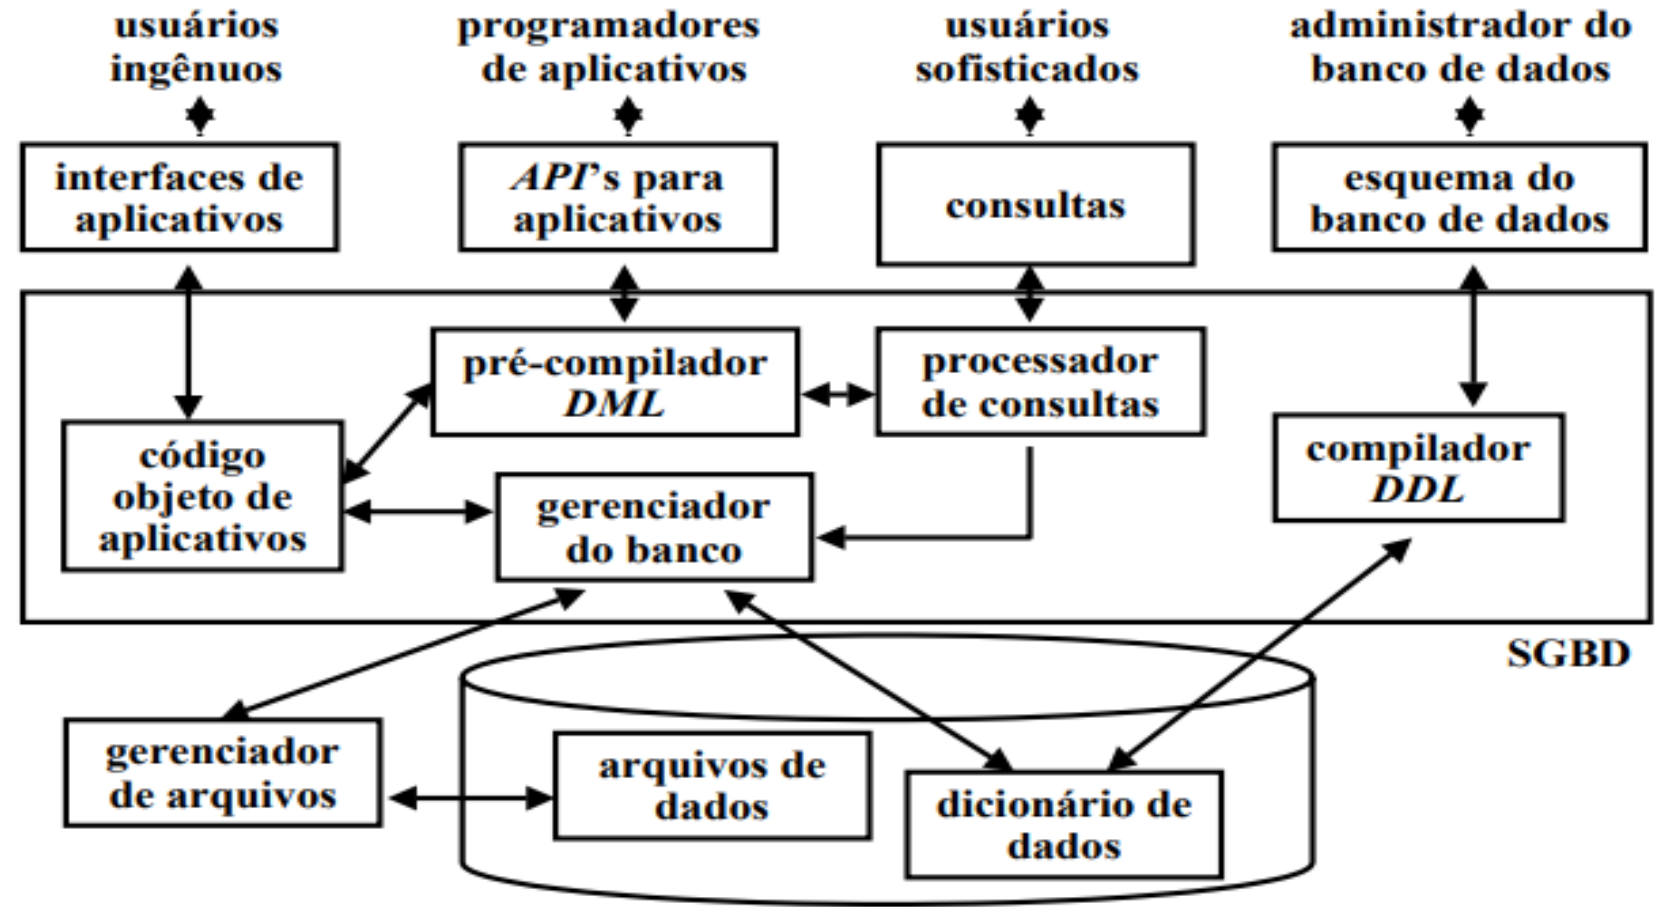 usuários
ingênuos
programadores
de aplicativos
usuários
sofisticados
administrador do
banco de dados
interfaces de
aplicativos
API's para
aplicativos
consultas
esquema do
banco de dados
pré-compilador
DML
processador
de consultas
código
objeto de
aplicativos
gerenciador
do banco
compilador
DDL
SGBD
gerenciador
de arquivos
arquivos de
dados
dicionário de
dados